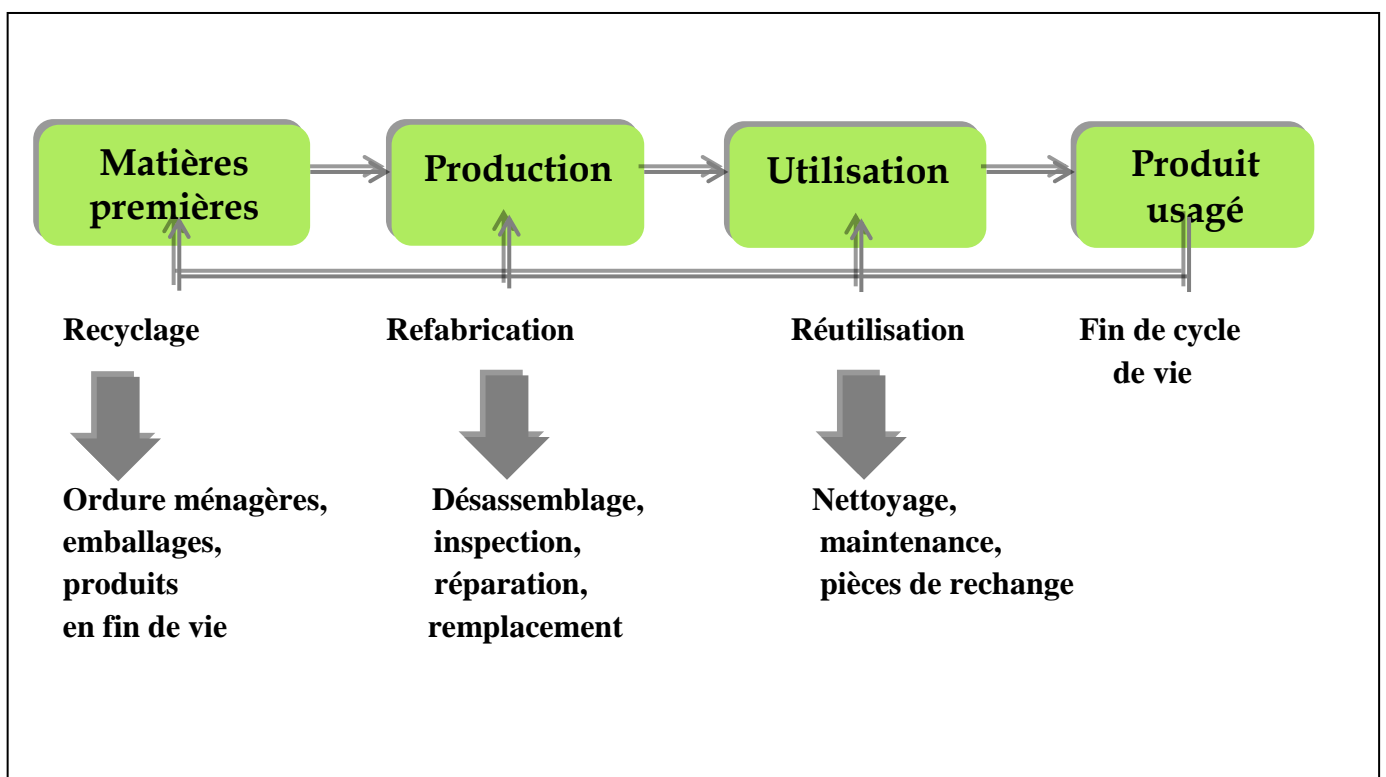 Matières
premières
Production
Utilisation
Produit
usagé
Recyclage
Refabrication
Réutilisation
Fin de cycle
de vie
Ordure ménagères,
emballages,
produits
en fin de vie
Désassemblage,
inspection,
réparation,
remplacement
Nettoyage,
maintenance,
pièces de rechange